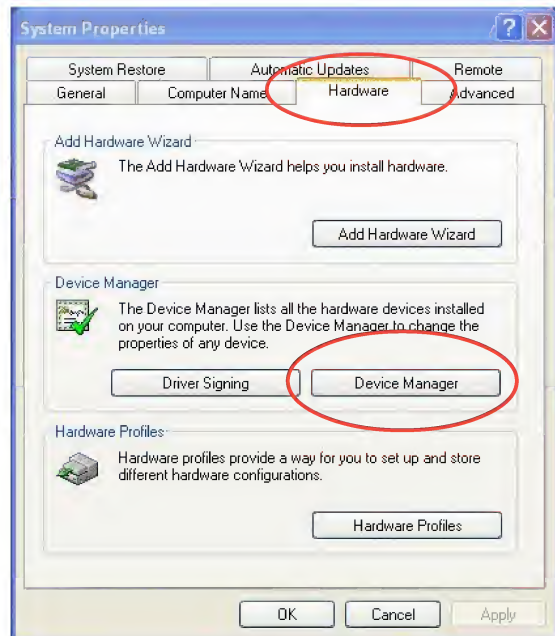 System Properties
System Restore Automatic Updates Remote
General Computer Name Hardware Advanced
Add Hardware Wizard
The Add Hardware Wizard helps you install hardware.
Add Hardware Wizard
Device Manager
The Device Manager lists all the hardware devices installed
on your computer. Use the Device Manager to change the
properties of any device.
Driver Signing Device Manager
Hardware Profiles
Hardware profiles provide a way for you to set up and store
different hardware configurations.
Hardware Profiles
OK Cancel Apply